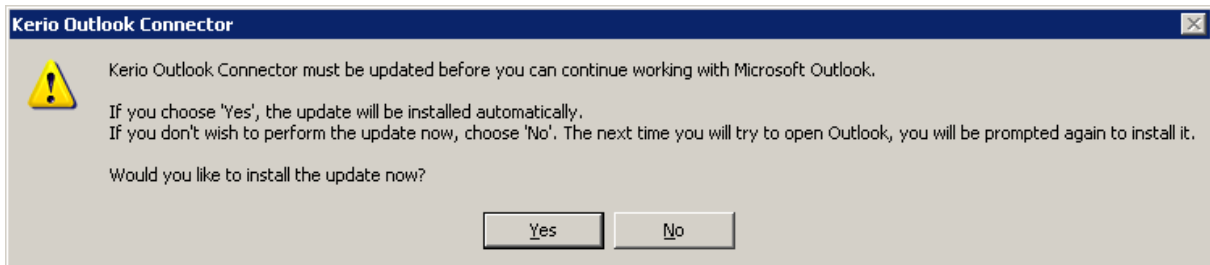 Kerio Outlook Connector
Kerio Outlook Connector must be updated before you can continue working with Microsoft Outlook.
If you choose 'Yes', the update will be installed automatically.
If you don't wish to perform the update now, choose 'No'. The next time you will try to open Outlook, you will be prompted again to install it.
Would you like to install the update now?
Yes No